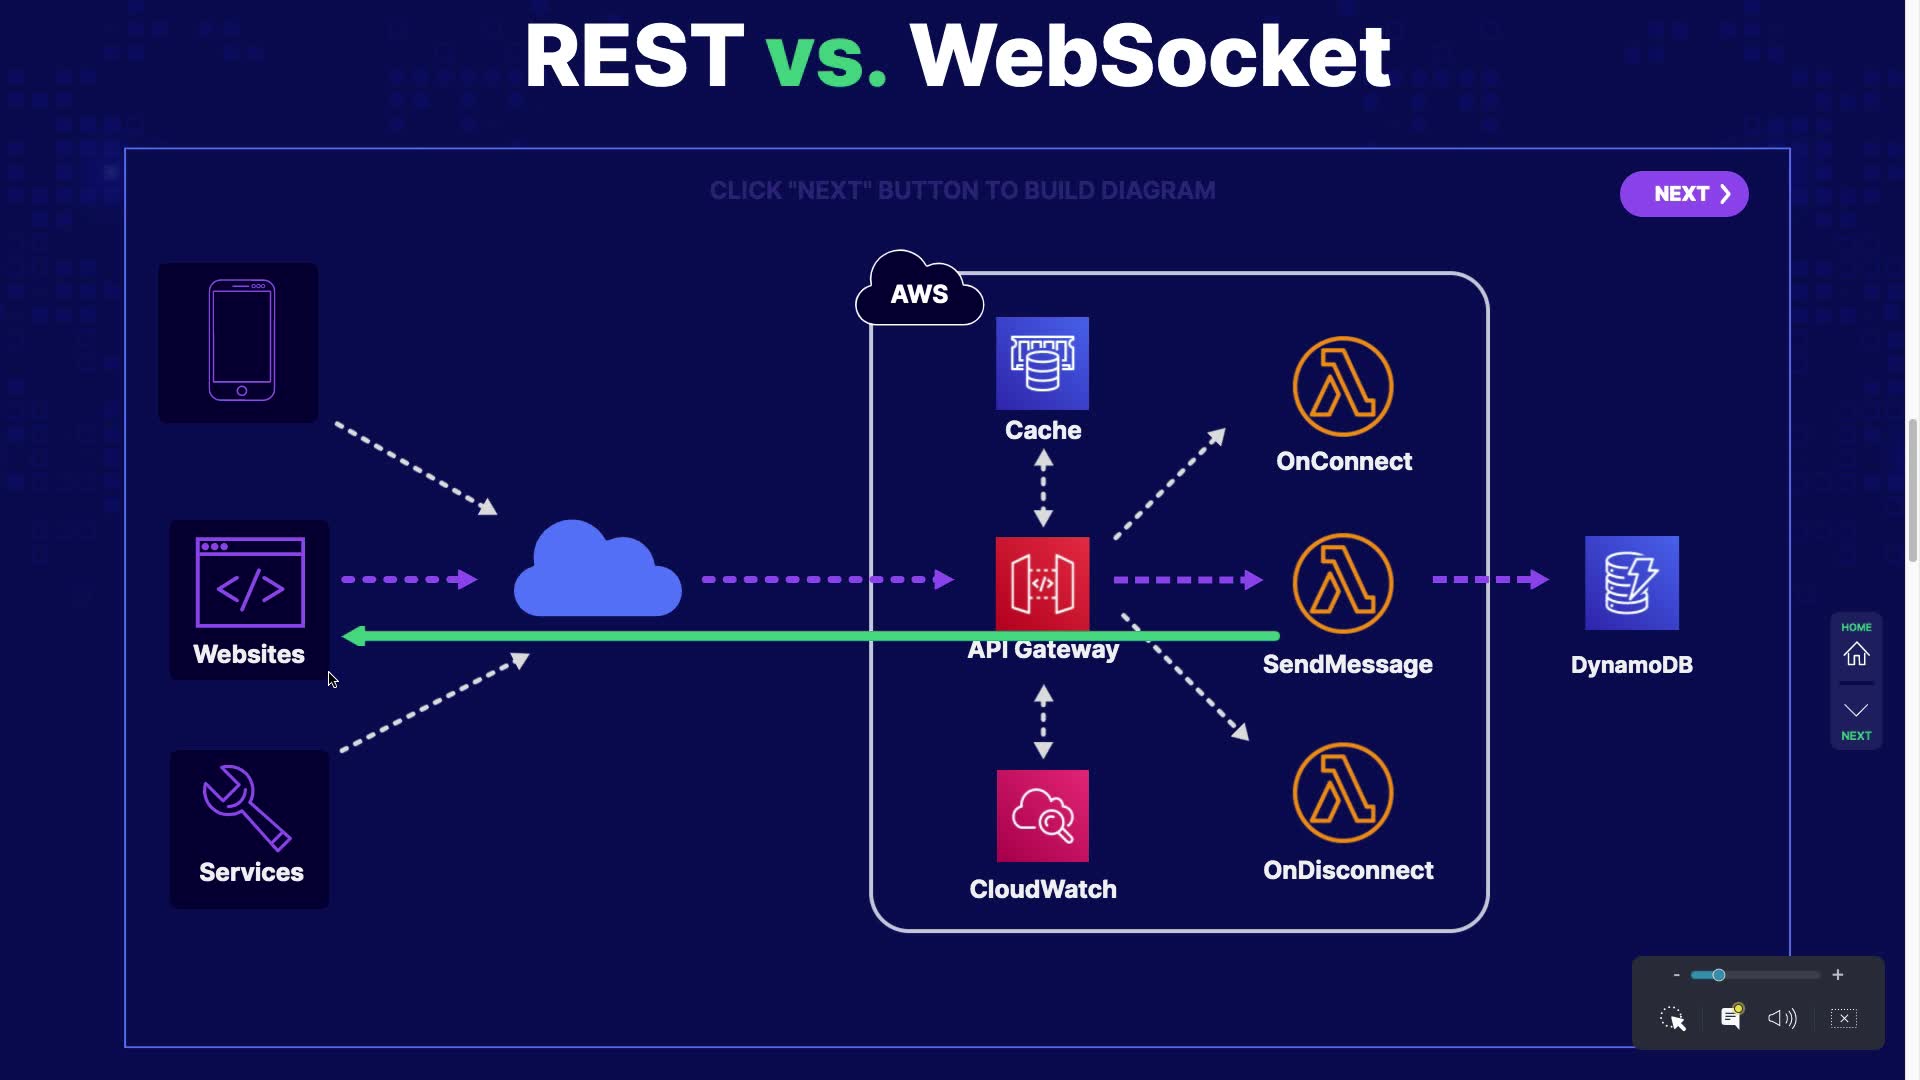 REST vs. WebSocket
CLICK "NEXT" BUTTON TO BUILD DIAGRAM
NEXT
AWS
Cache
OnConnect
Websites
API Gateway
SendMessage
DynamoDB
HOME
NEXT
Services
CloudWatch
OnDisconnect